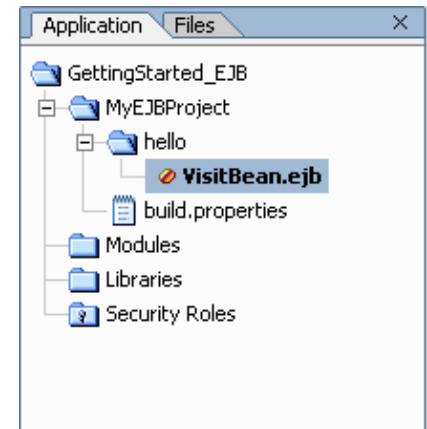 Application Files
GettingStarted_EJB
MyEJBProject
hello
VisitBean.ejb
build.properties
Modules
Libraries
Security Roles